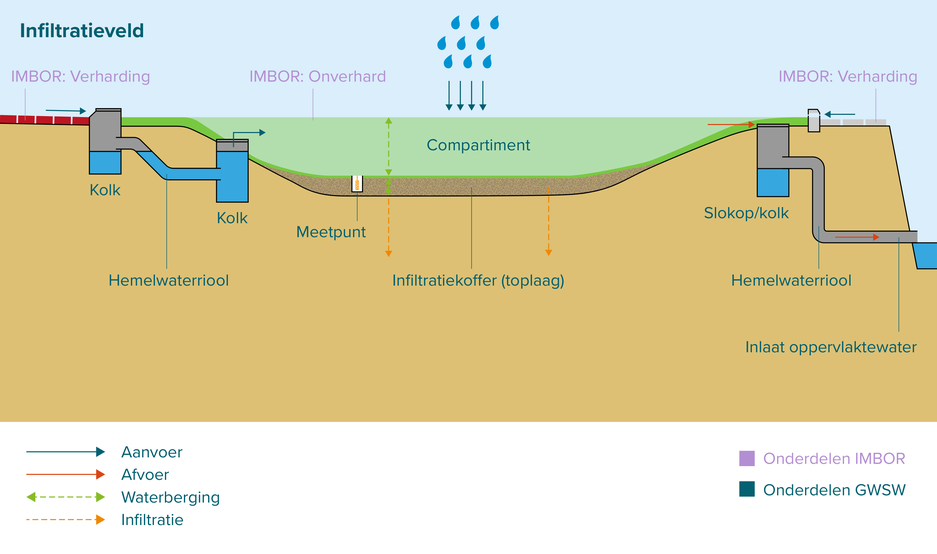 Infiltratieveld
IMBOR: Verharding
IMBOR: Onverhard
IMBOR: Verharding
Compartiment
Kolk
Kolk
Meetpunt
Slokop/kolk
Hemelwaterriool
Infiltratiekoffer (toplaag)
Hemelwaterriool
Inlaat oppervlaktewater
Aanvoer
Afvoer
Waterberging
Infiltratie
Onderdelen IMBOR
Onderdelen GWSW